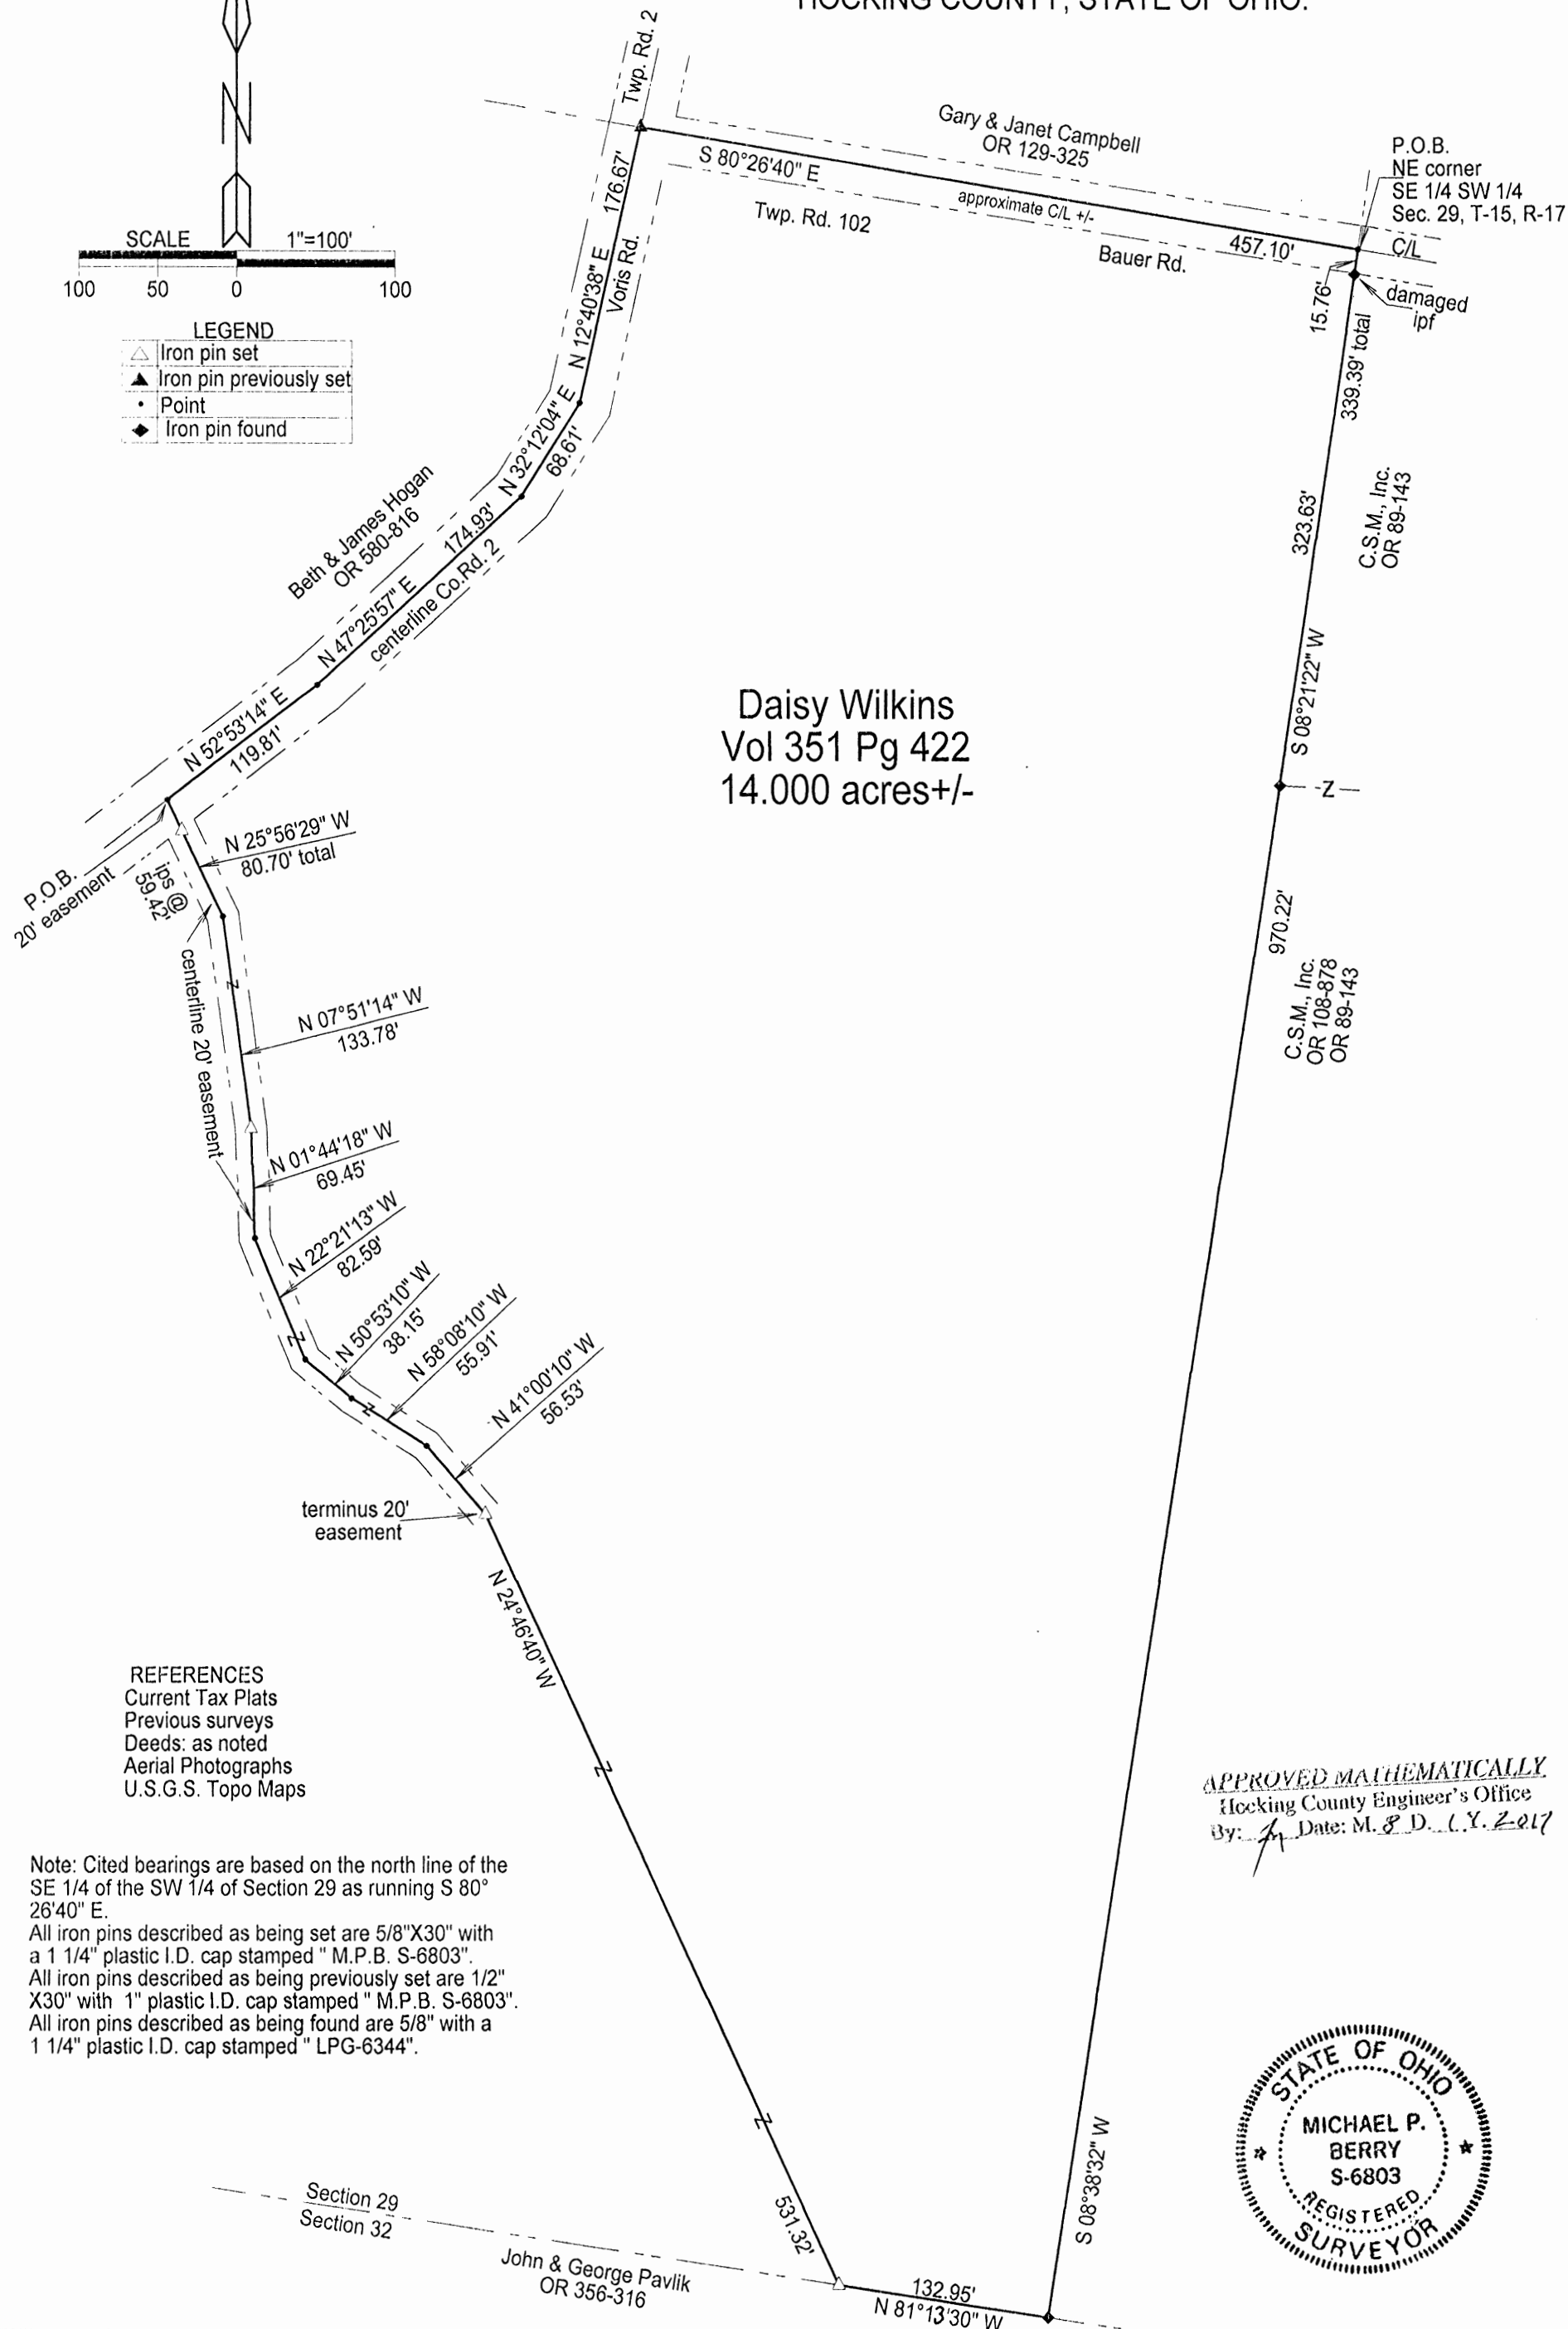 HOCKING COUNTY, STATE OF OHIO.
N
SCALE 1"=100'
100 50 0 100
LEGEND
Iron pin set
Iron pin previously set
Point
Iron pin found
Twp. Rd. 2
Gary & Janet Campbell
OR 129-325
S 80°26'40" E
approximate C/L +/-
457.10'
Twp. Rd. 102
Bauer Rd.
P.O.B.
NE corner
SE 1/4 SW 1/4
Sec. 29, T-15, R-17
C/L
damaged
ipf
15.76'
339.39' total
323.63'
S 08°21'22" W
C.S.M., Inc.
OR 89-143
Z
970.22'
C.S.M., Inc.
OR 108-878
OR 89-143
S 08°38'32" W
176.67'
N 12°40'38" E
Voris Rd.
N 32°12'04" E
68.61'
174.93'
N 47°25'57" E
centerline Co.Rd. 2
Beth & James Hogan
OR 580-816
N 52°53'14" E
119.81'
Daisy Wilkins
Vol 351 Pg 422
14.000 acres+/-
P.O.B.
20' easement
ips @
59.42'
N 25°56'29" W
80.70' total
centerline 20' easement
Z
N 07°51'14" W
133.78'
N 01°44'18" W
69.45'
N 22°21'13" W
82.59'
Z
N 50°53'10" W
38.15'
Z
N 58°08'10" W
55.91'
N 41°00'10" W
56.53'
terminus 20'
easement
N 24°46'40" W
Z
Z
531.32'
REFERENCES
Current Tax Plats
Previous surveys
Deeds: as noted
Aerial Photographs
U.S.G.S. Topo Maps
Note: Cited bearings are based on the north line of the
SE 1/4 of the SW 1/4 of Section 29 as running S 80°
26'40" E.
All iron pins described as being set are 5/8"X30" with
a 1 1/4" plastic I.D. cap stamped " M.P.B. S-6803".
All iron pins described as being previously set are 1/2"
X30" with 1" plastic I.D. cap stamped " M.P.B. S-6803".
All iron pins described as being found are 5/8" with a
1 1/4" plastic I.D. cap stamped " LPG-6344".
APPROVED MATHEMATICALLY
Hocking County Engineer's Office
By: Date: M. 8 D. 1 Y. 2017
STATE OF OHIO
MICHAEL P.
BERRY
S-6803
REGISTERED
SURVEYOR
Section 29
Section 32
John & George Pavlik
OR 356-316
132.95'
N 81°13'30" W